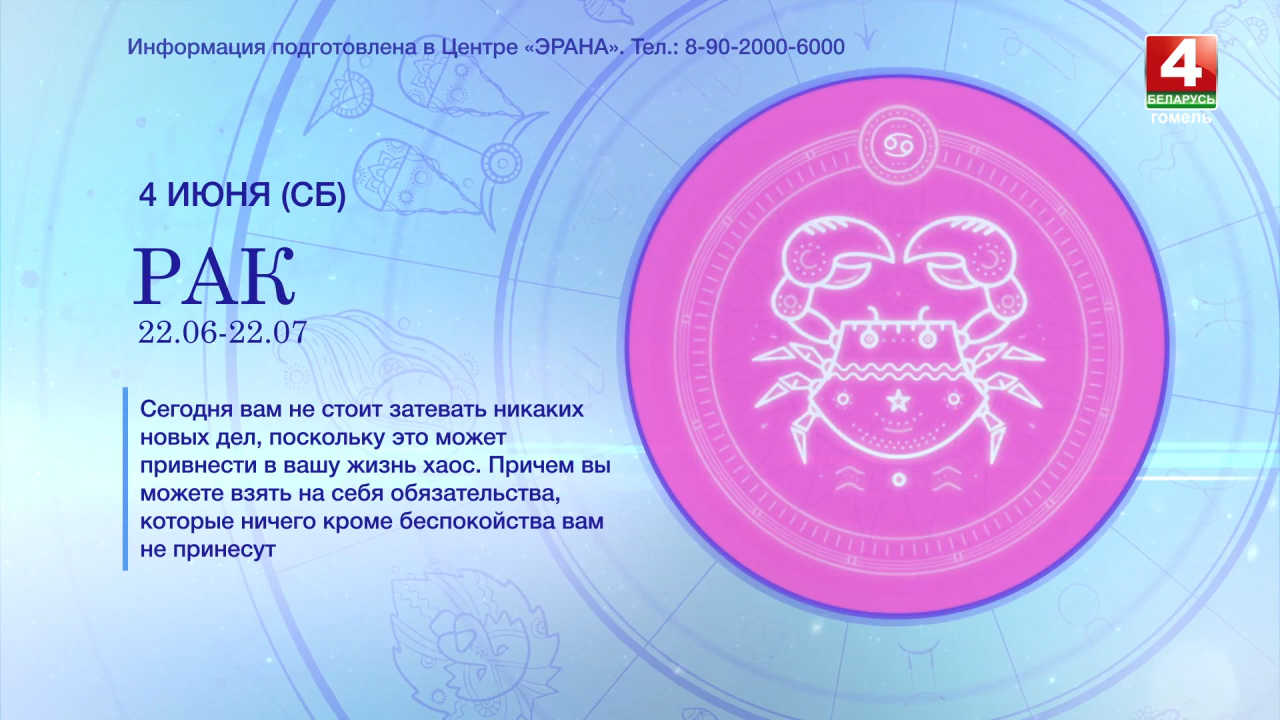 Информация подготовлена в Центре «ЭРАНА». Тел.: 8-90-2000-6000
4
БЕЛАРУСЬ
гомель
4 ИЮНЯ (СБ)
РАК
22.06-22.07
Сегодня вам не стоит затевать никаких
новых дел, поскольку это может
привнести в вашу жизнь хаос. Причем вы
можете взять на себя обязательства,
которые ничего кроме беспокойства вам
не принесут